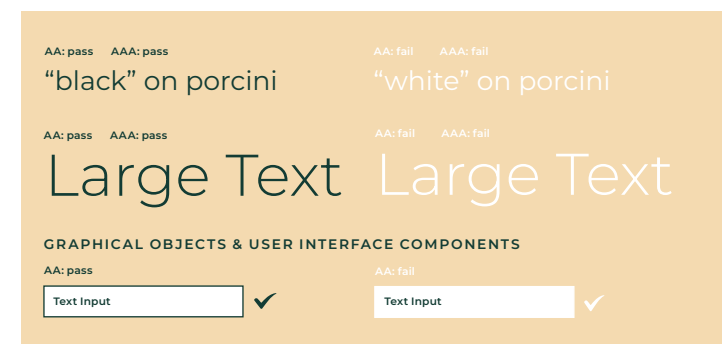 AA: pass AAA: pass
“black” on porcini
AA: fail AAA: fail
“white” on porcini
AA: pass AAA: pass
Large Text
AA: fail AAA: fail
Large Text
GRAPHICAL OBJECTS & USER INTERFACE COMPONENTS
AA: pass
Text Input
AA: fail
Text Input